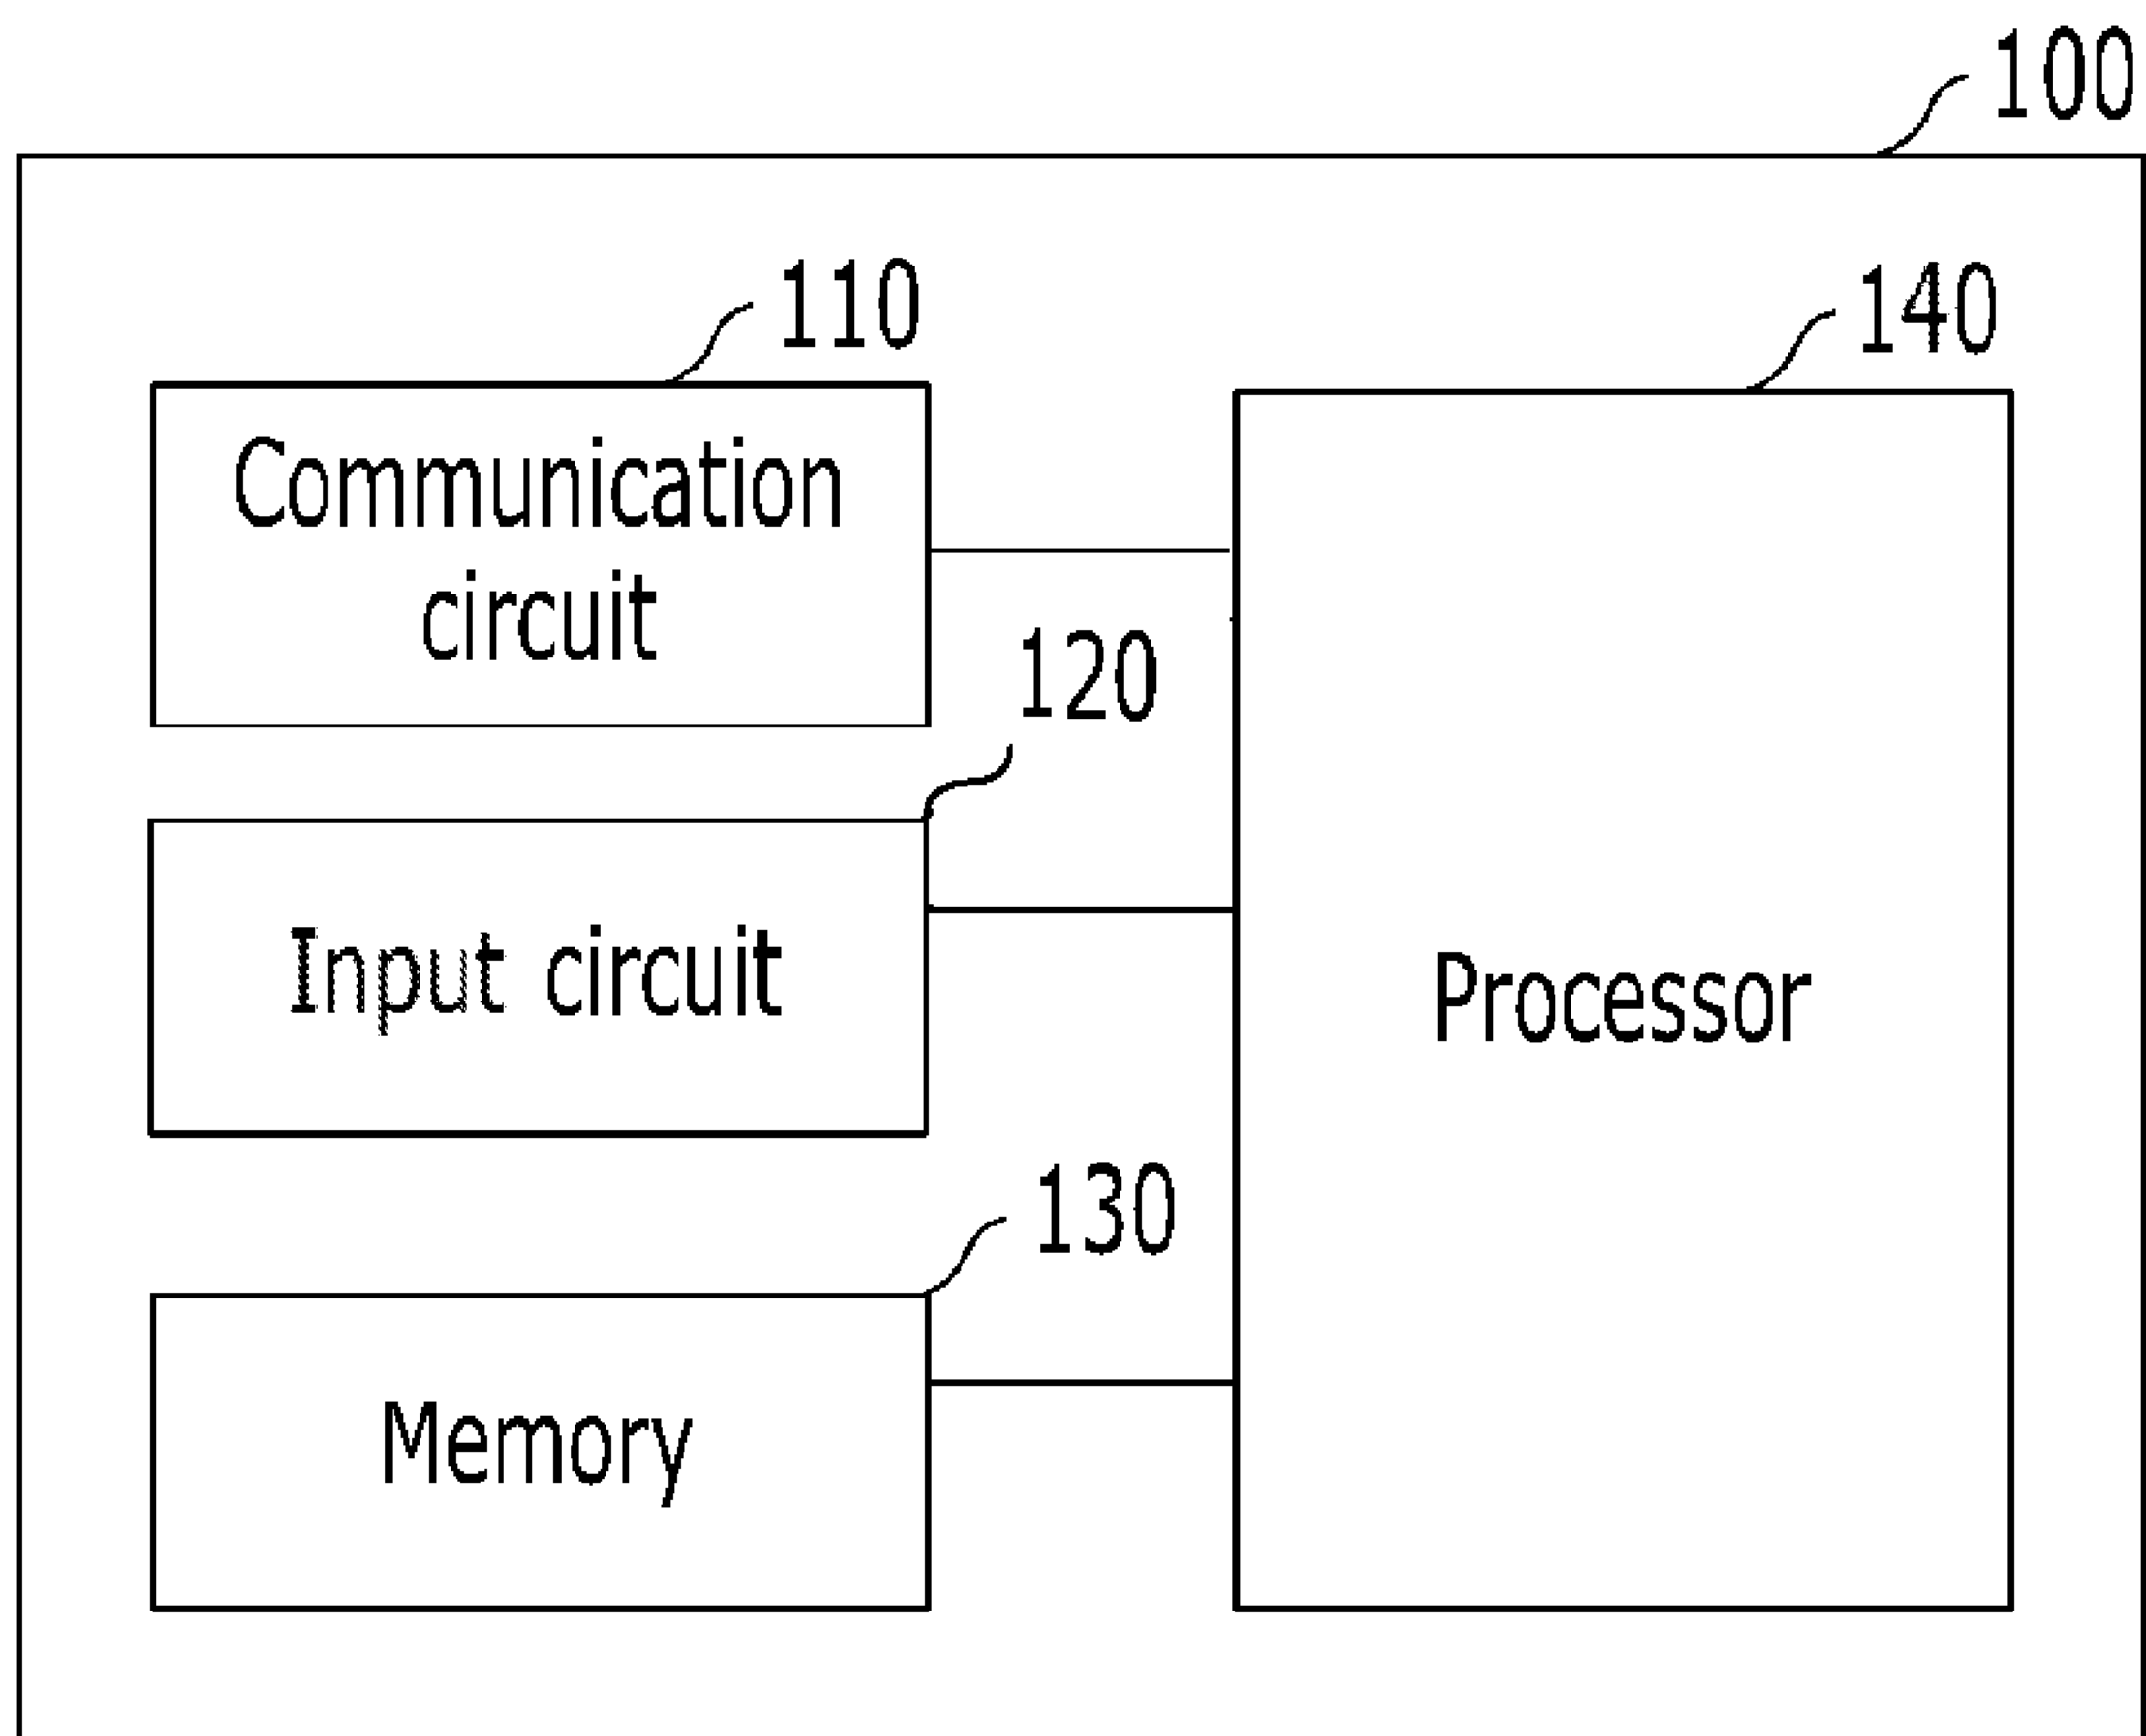 100
110
140
Communication
circuit
120
Input circuit
Processor
130
Memory